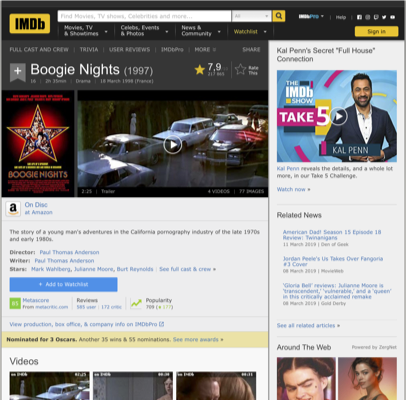 IMDb
Find Movies, TV shows, Celebrities and more...
All
IMDbPro
Help
Movies, TV & Showtimes
Celebs, Events & Photos
News & Community
Watchlist
Sign in
FULL CAST AND CREW | TRIVIA | USER REVIEWS | IMDbPro | MORE
SHARE
Boogie Nights (1997)
7,9
Rate This
16 | 2h 35min | Drama | 18 March 1998 (France)
BOOGIE NIGHTS
2:25 | Trailer
4 VIDEOS | 77 IMAGES
On Disc
at Amazon
The story of a young man's adventures in the California pornography industry of the late 1970s
and early 1980s.
Director: Paul Thomas Anderson
Writer: Paul Thomas Anderson
Stars: Mark Wahlberg, Julianne Moore, Burt Reynolds | See full cast & crew »
+ Add to Watchlist
85
Metascore
From metacritic.com
Reviews
385 user | 172 critic
Popularity
View production, box office, & company info on IMDbPro
Nominated for 3 Oscars. Another 35 wins & 55 nominations. See more awards »
Videos
Kal Penn's Secret "Full House"
Connection
THE IMDb SHOW
TAKE 5
KAL PENN
Kal Penn reveals the details, and a whole lot
more, in our Take 5 Challenge.
Watch now »
Related News
American Dad! Season 15 Episode 18
Review: Twinanigans
11 March 2019 | Den of Geek
Jordan Peele's Us Takes Over Fangoria
#3 Cover
08 March 2019 | MovieWeb
'Gloria Bell' reviews: Julianne Moore is
'transcendent,' 'valuable,' and a 'queen'
in this critically acclaimed remake
08 March 2019 | Gold Derby
See all related articles »
Around The Web
Powered by ZergNet